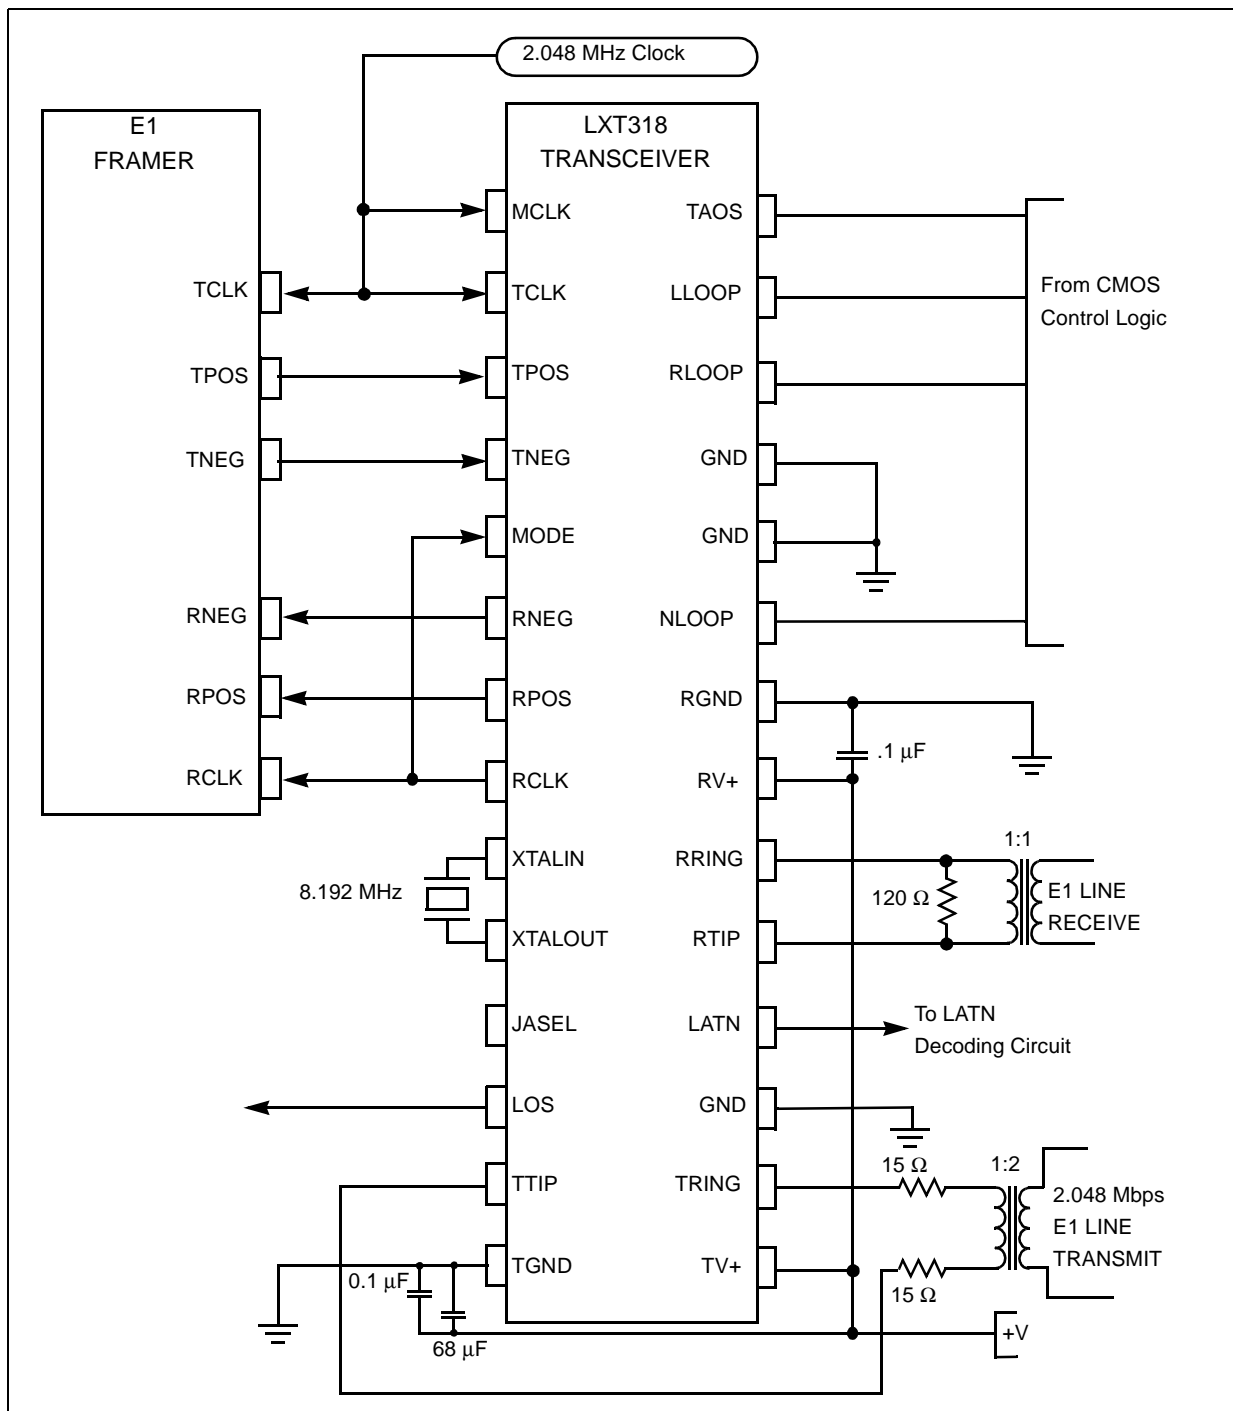 2.048 MHz Clock
E1
FRAMER
LXT318
TRANSCEIVER
MCLK
TAOS
TCLK
TCLK
LLOOP
From CMOS
Control Logic
TPOS
TPOS
RLOOP
TNEG
TNEG
GND
MODE
GND
RNEG
RNEG
NLOOP
RPOS
RPOS
RGND
.1 μF
RCLK
RCLK
RV+
1:1
XTALIN
RRING
8.192 MHz
120 Ω
E1 LINE
RECEIVE
XTALOUT
RTIP
JASEL
LATN
To LATN
Decoding Circuit
LOS
GND
15 Ω
1:2
TTIP
TRING
2.048 Mbps
E1 LINE
TRANSMIT
TGND
TV+
0.1 μF
15 Ω
68 μF
+V